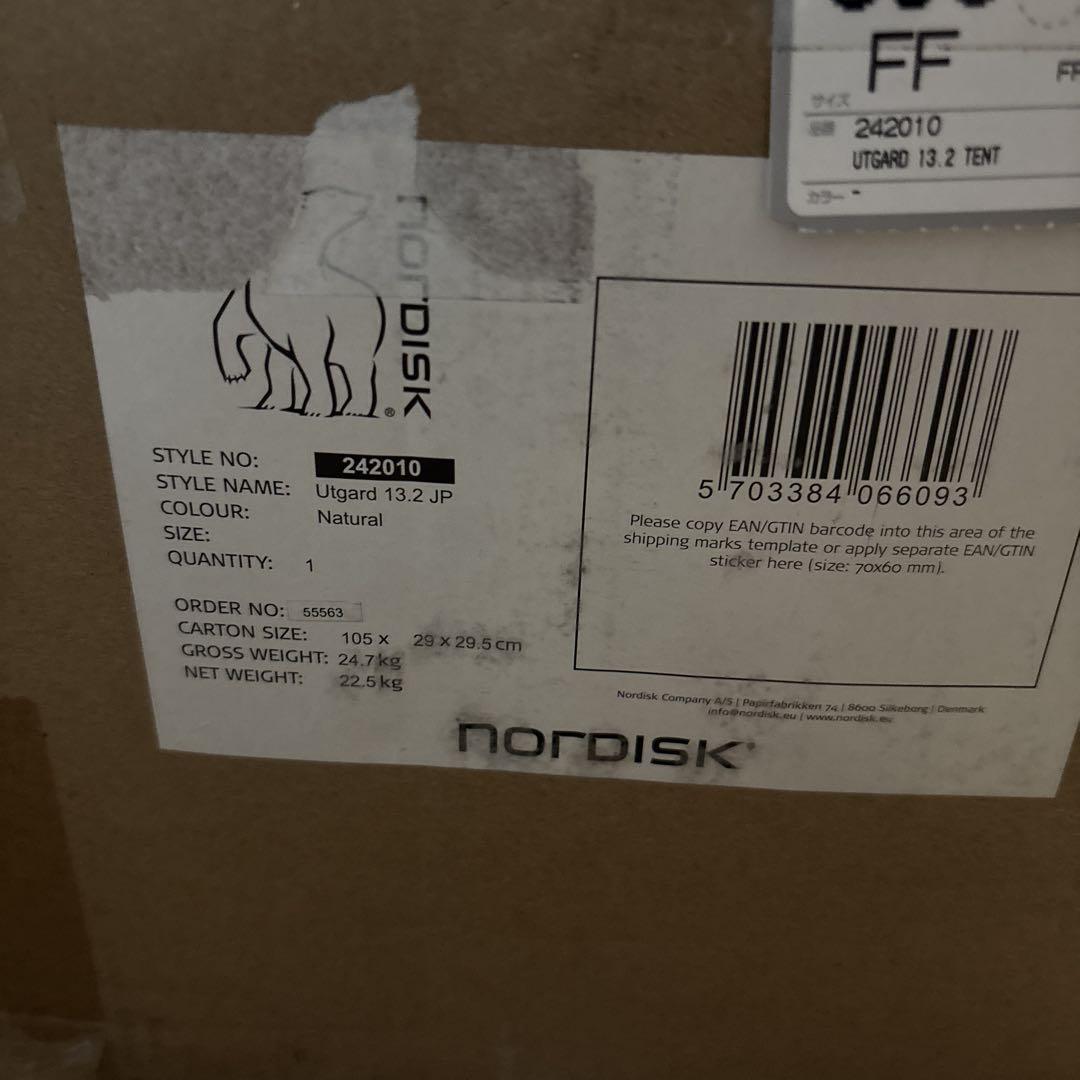 FF
FF
サイズ
品番 242010
UTGARD 13.2 TENT
カラー -
NORDISK
®
STYLE NO: 242010
STYLE NAME: Utgard 13.2 JP
COLOUR: Natural
SIZE:
QUANTITY: 1
ORDER NO: 55563
CARTON SIZE: 105 x 29 x 29.5 cm
GROSS WEIGHT: 24.7 kg
NET WEIGHT: 22.5 kg
5 703384 066093
Please copy EAN/GTIN barcode into this area of the
shipping marks template or apply separate EAN/GTIN
sticker here (size: 70x60 mm).
Nordisk Company A/S | Papirfabrikken 74 | 8600 Silkeborg | Denmark
info@nordisk.eu | www.nordisk.eu
NORDISK